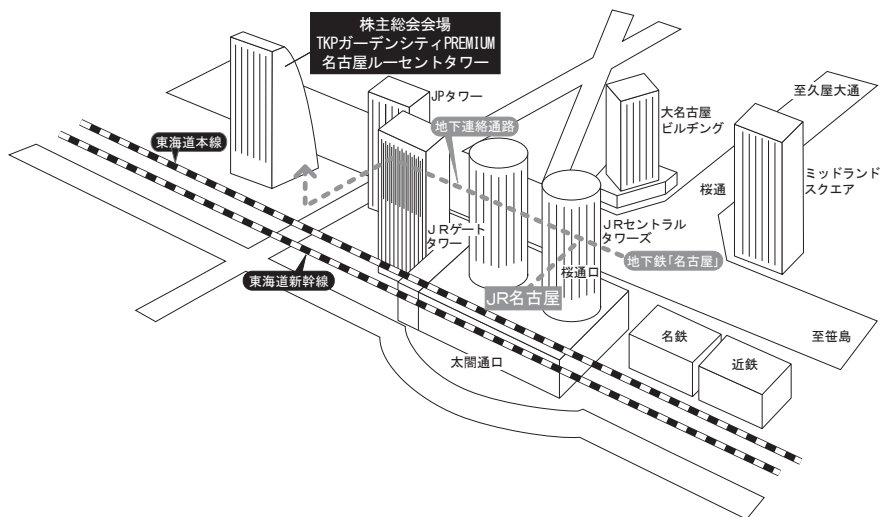 株主総会会場
TKPガーデンシティPREMIUM
名古屋ルーセントタワー
JPタワー
大名古屋
ビルヂング
至久屋大通
地下連絡通路
東海道本線
桜通
ミッドランド
スクエア
JRゲート
タワー
JRセントラル
タワーズ
地下鉄「名古屋」
東海道新幹線
桜通口
JR名古屋
名鉄
至笹島
太閤通口
近鉄